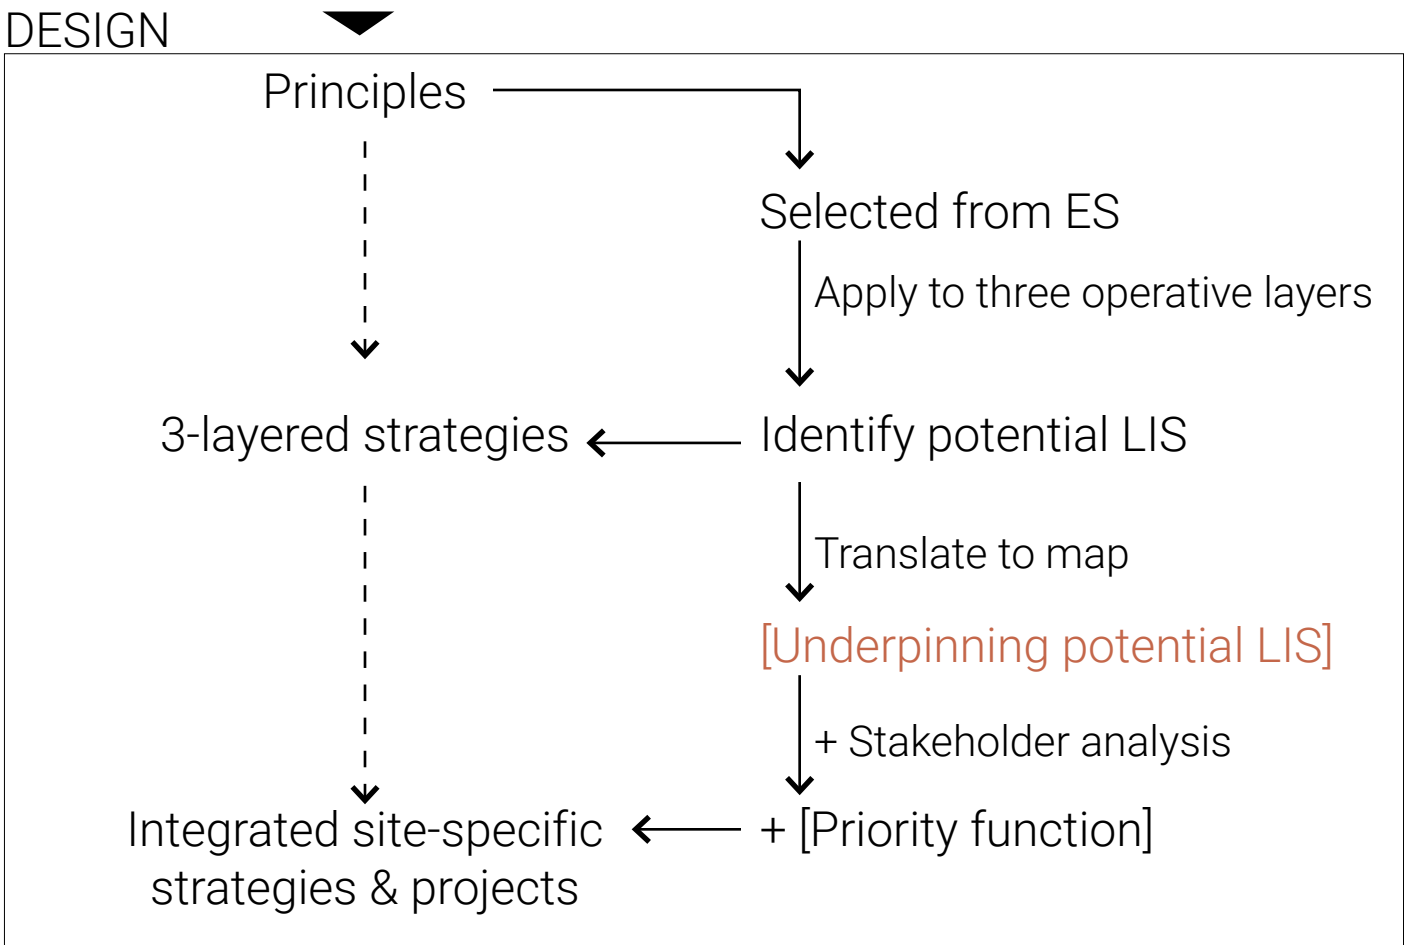 DESIGN
Principles
Selected from ES
Apply to three operative layers
3-layered strategies
Identify potential LIS
Translate to map
[Underpinning potential LIS]
+ Stakeholder analysis
Integrated site-specific
+ [Priority function]
strategies & projects